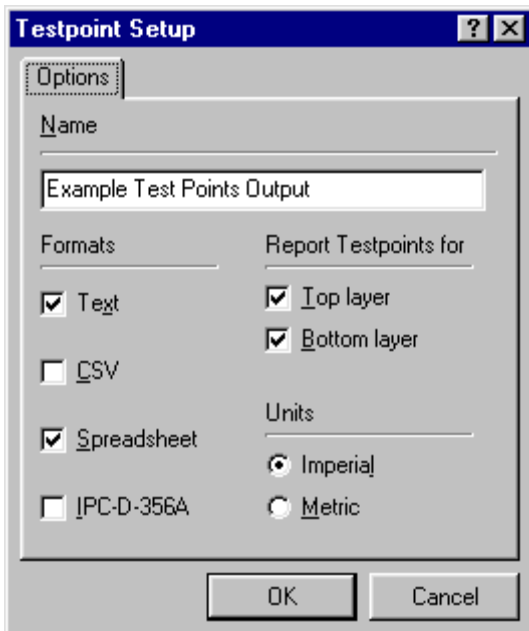 Testpoint Setup
Options
Name
Example Test Points Output
Formats
Text
CSV
Spreadsheet
IPC-D-356A
Report Testpoints for
Top layer
Bottom layer
Units
Imperial
Metric
OK
Cancel